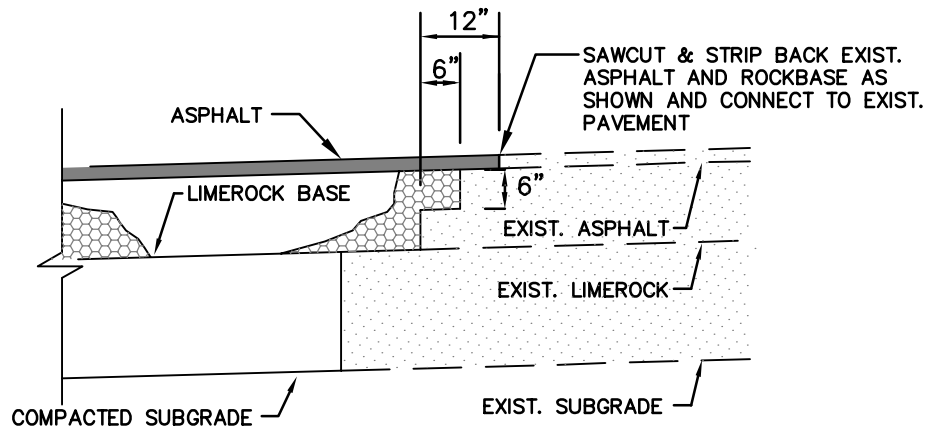 12"
6"
SAWCUT & STRIP BACK EXIST.
ASPHALT AND ROCKBASE AS
SHOWN AND CONNECT TO EXIST.
PAVEMENT
ASPHALT
LIMEROCK BASE
6"
EXIST. ASPHALT
EXIST. LIMEROCK
COMPACTED SUBGRADE
EXIST. SUBGRADE